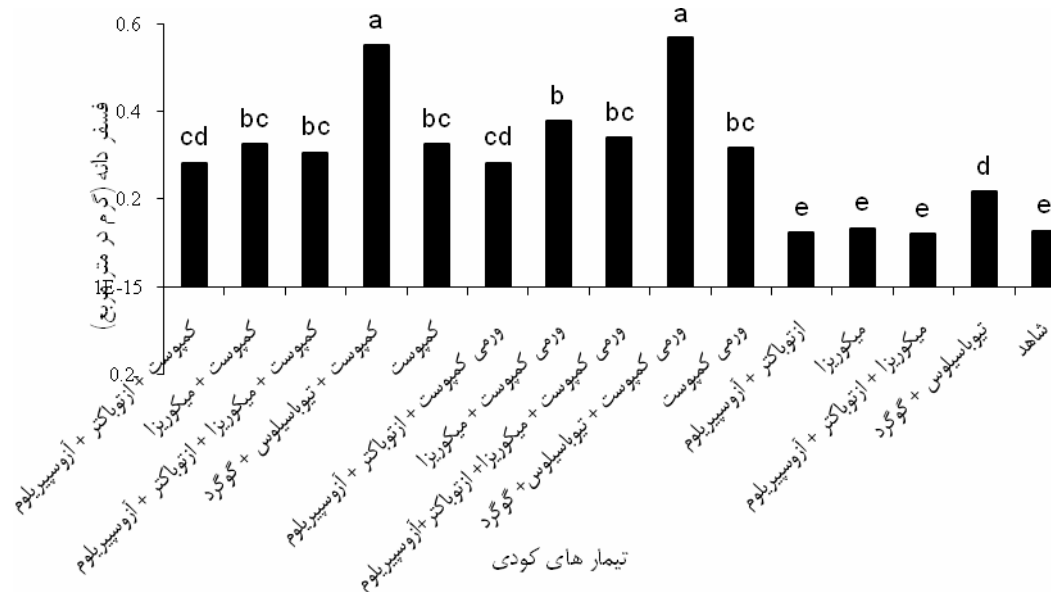 0.6
0.4
0.2
1E-15
0.2
فسفر دانه (گرم در مترمربع)
cd
bc
bc
a
bc
cd
b
bc
a
bc
e
e
e
d
e
کمپوست + ازتوباکتر + آزوسپیریلوم
کمپوست + میکوریزا
کمپوست + میکوریزا + ازتوباکتر + آزوسپیریلوم
کمپوست + تیوباسیلوس + گوگرد
کمپوست
ورمی کمپوست + ازتوباکتر + آزوسپیریلوم
ورمی کمپوست + میکوریزا
ورمی کمپوست + میکوریزا+ ازتوباکتر+آزوسپیریلوم
ورمی کمپوست + تیوباسیلوس+ گوگرد
ورمی کمپوست
ازتوباکتر + آزوسپیریلوم
میکوریزا
میکوریزا + ازتوباکتر + آزوسپیریلوم
تیوباسیلوس + گوگرد
شاهد
تیمار های کودی